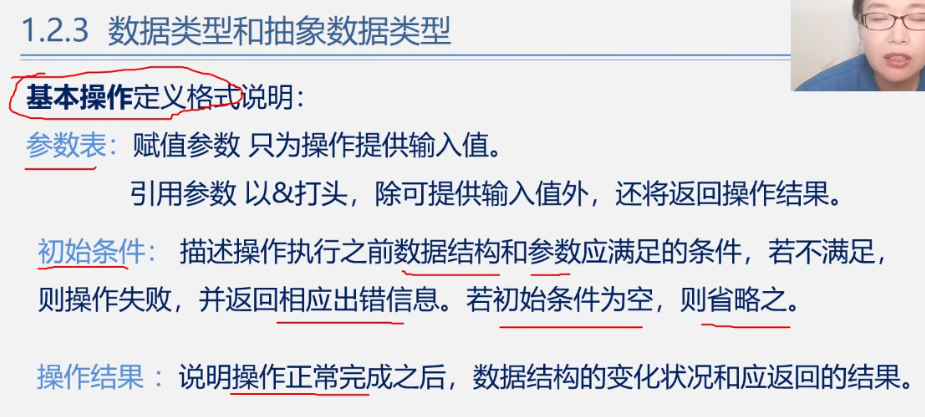 1.2.3 数据类型和抽象数据类型
基本操作定义格式说明：
参数表：赋值参数 只为操作提供输入值。
引用参数 以&打头，除可提供输入值外，还将返回操作结果。
初始条件： 描述操作执行之前数据结构和参数应满足的条件，若不满足，
则操作失败，并返回相应出错信息。若初始条件为空，则省略之。
操作结果 ：说明操作正常完成之后，数据结构的变化状况和应返回的结果。